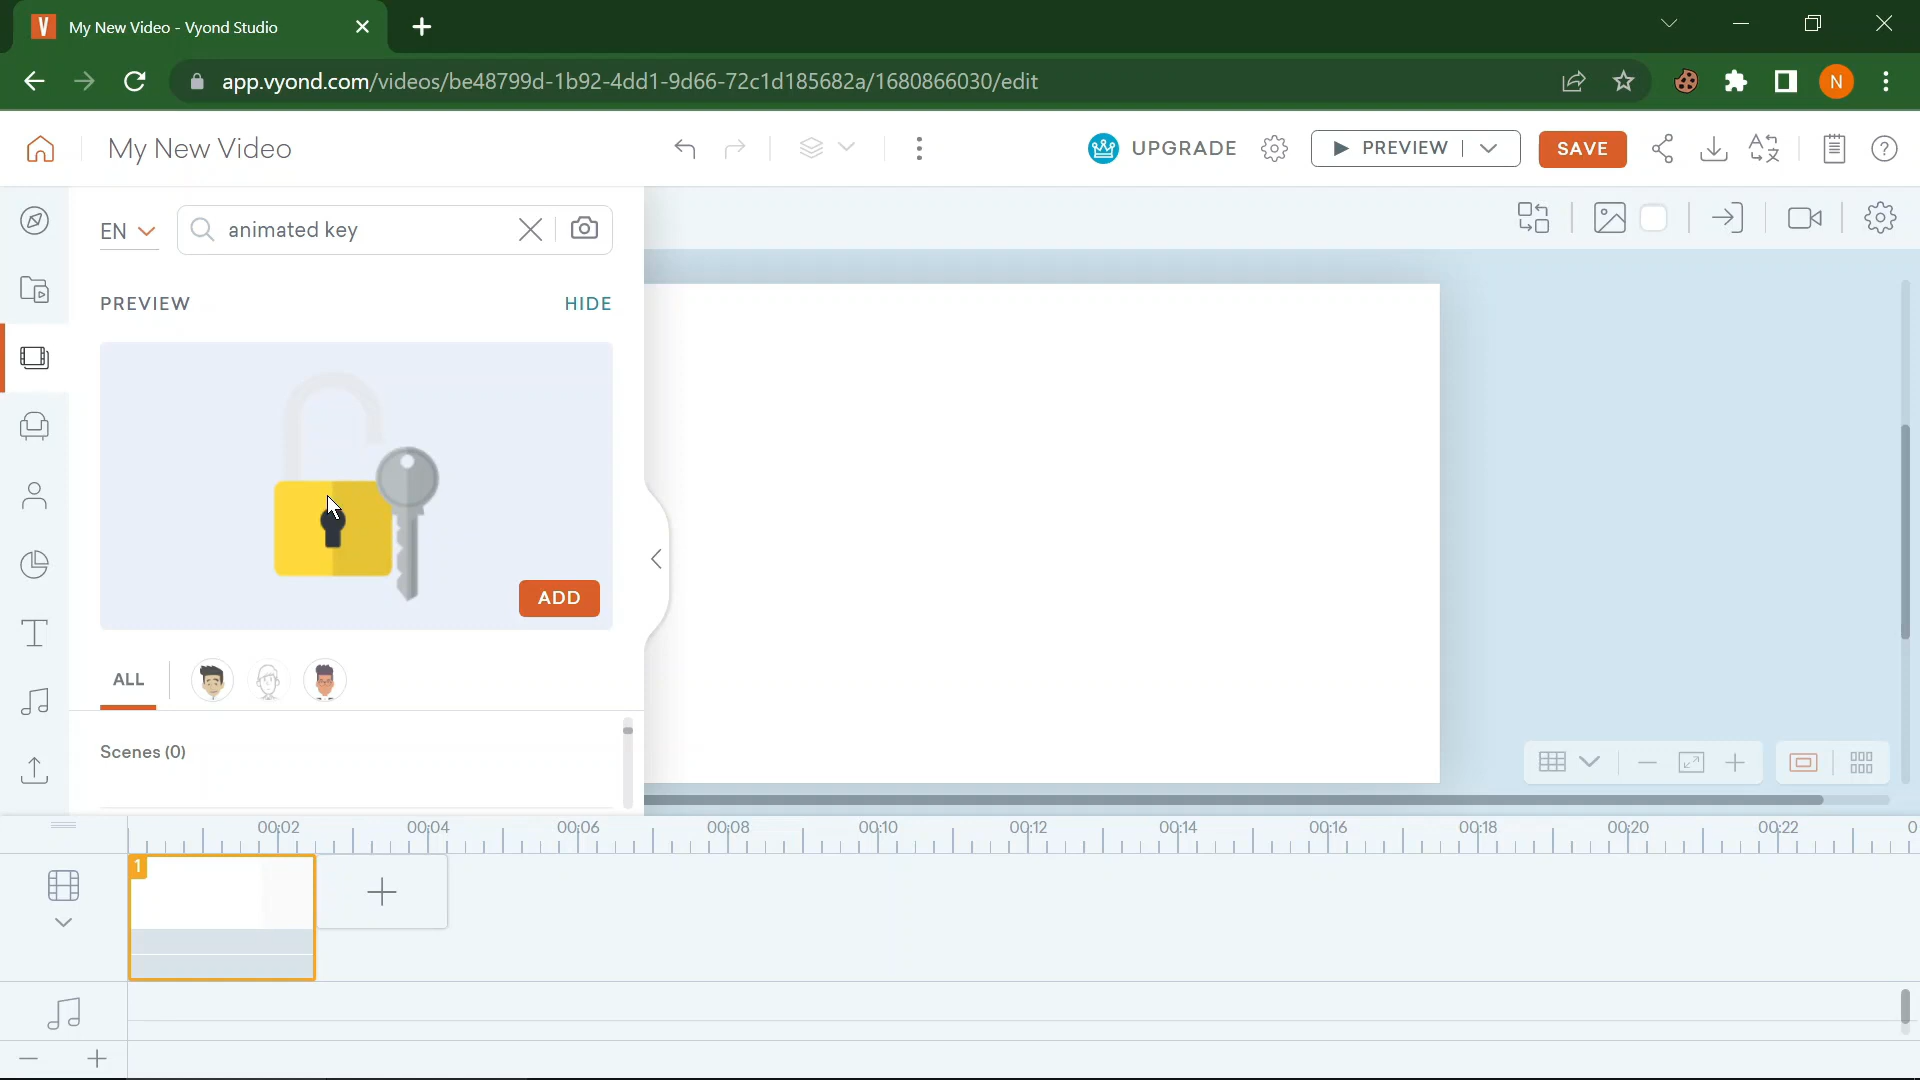 My New Video - Vyond Studio
app.vyond.com/videos/be48799d-1b92-4dd1-9d66-72c1d185682a/1680866030/edit
N
My New Video
UPGRADE
PREVIEW
SAVE
EN
animated key
PREVIEW
HIDE
ADD
ALL
Scenes (0)
00:02 00:04 00:06 00:08 00:10 00:12 00:14 00:16 00:18 00:20 00:22 0
1